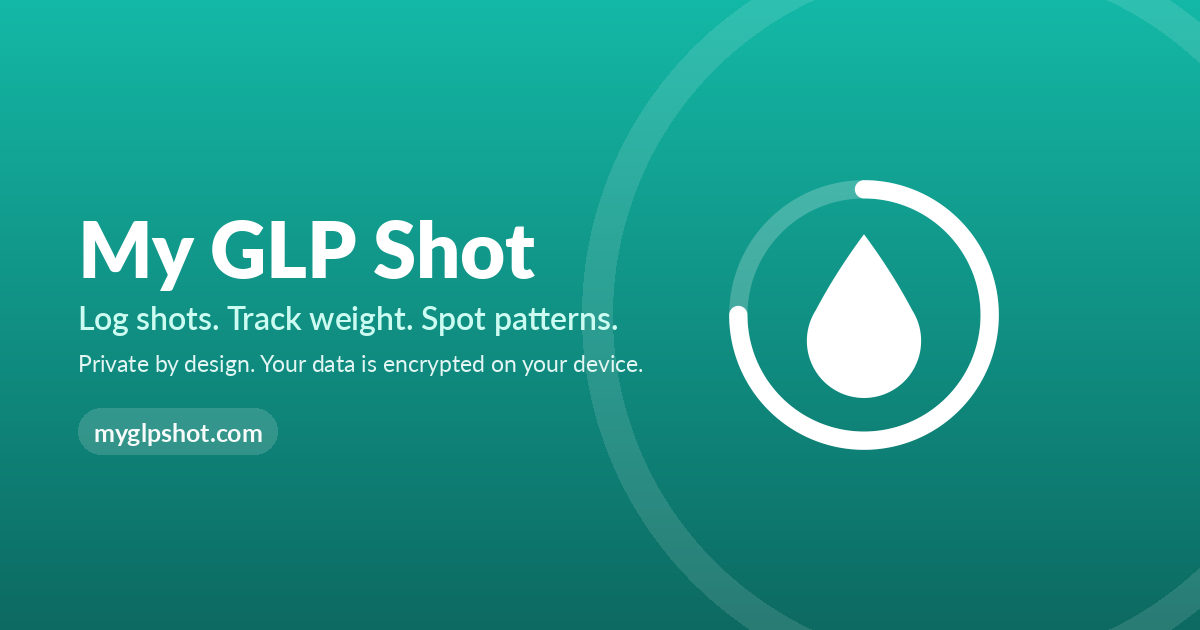 My GLP Shot
Log shots. Track weight. Spot patterns.
Private by design. Your data is encrypted on your device.
myglpshot.com